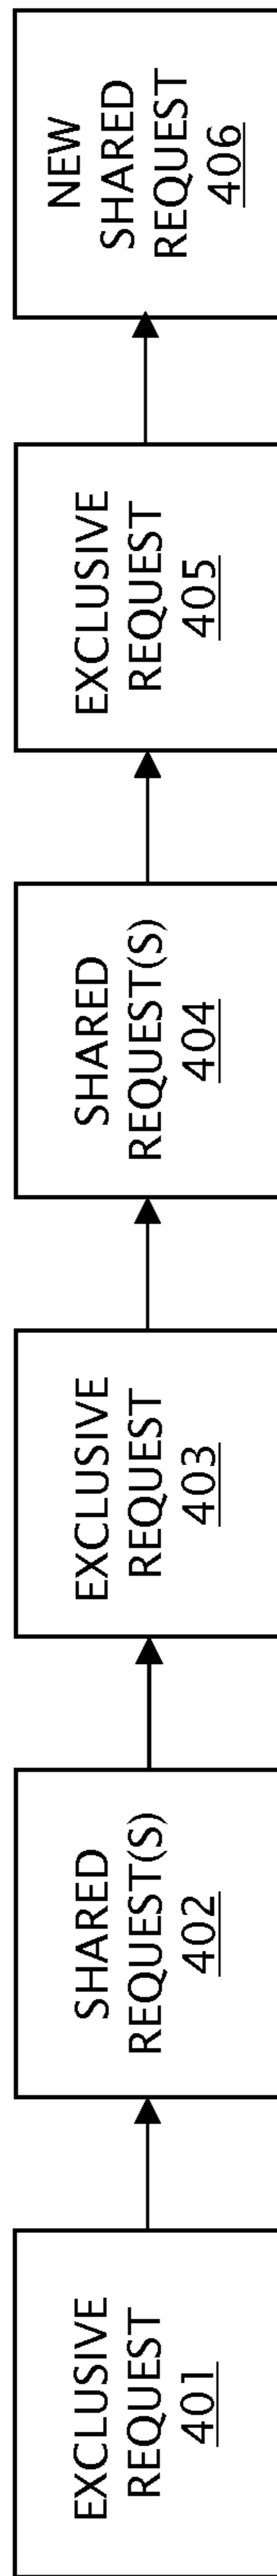 EXCLUSIVE
REQUEST
401
SHARED
REQUEST(S)
402
EXCLUSIVE
REQUEST
403
SHARED
REQUEST(S)
404
EXCLUSIVE
REQUEST
405
NEW
SHARED
REQUEST
406